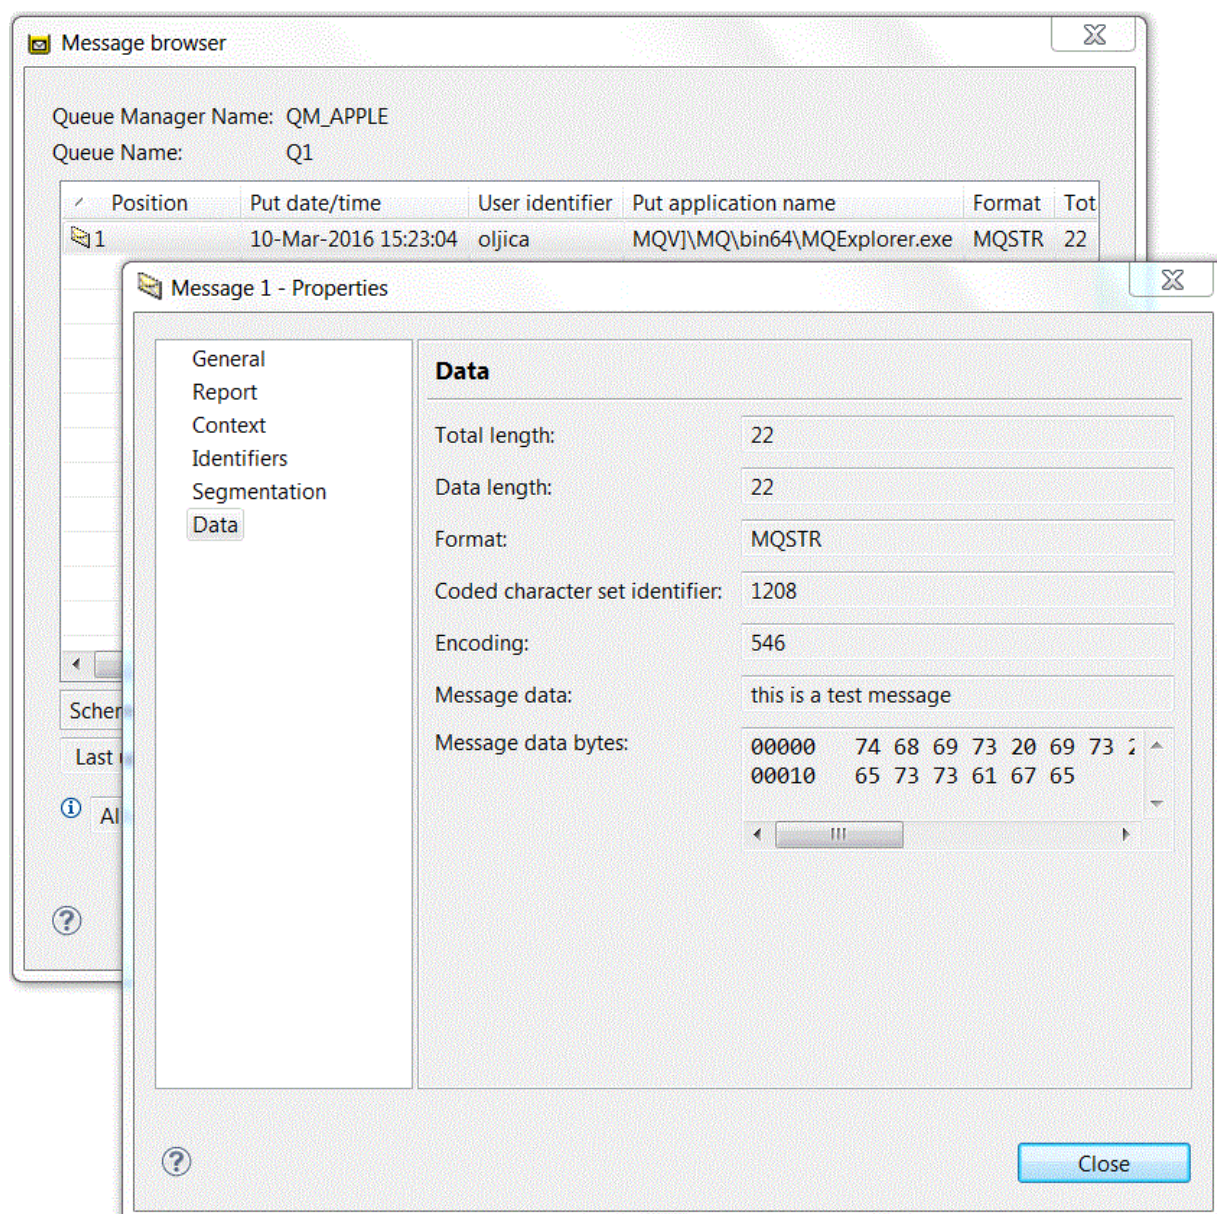 Message browser
Queue Manager Name: QM_APPLE
Queue Name: Q1
Position Put date/time User identifier Put application name Format Tot
1 10-Mar-2016 15:23:04 oljica MQV]\MQ\bin64\MQExplorer.exe MQSTR 22
Message 1 - Properties
General
Report
Context
Identifiers
Segmentation
Data
Data
Total length: 22
Data length: 22
Format: MQSTR
Coded character set identifier: 1208
Encoding: 546
Message data: this is a test message
Message data bytes:
00000 74 68 69 73 20 69 73
00010 65 73 73 61 67 65
Scher
Last
Al
Close